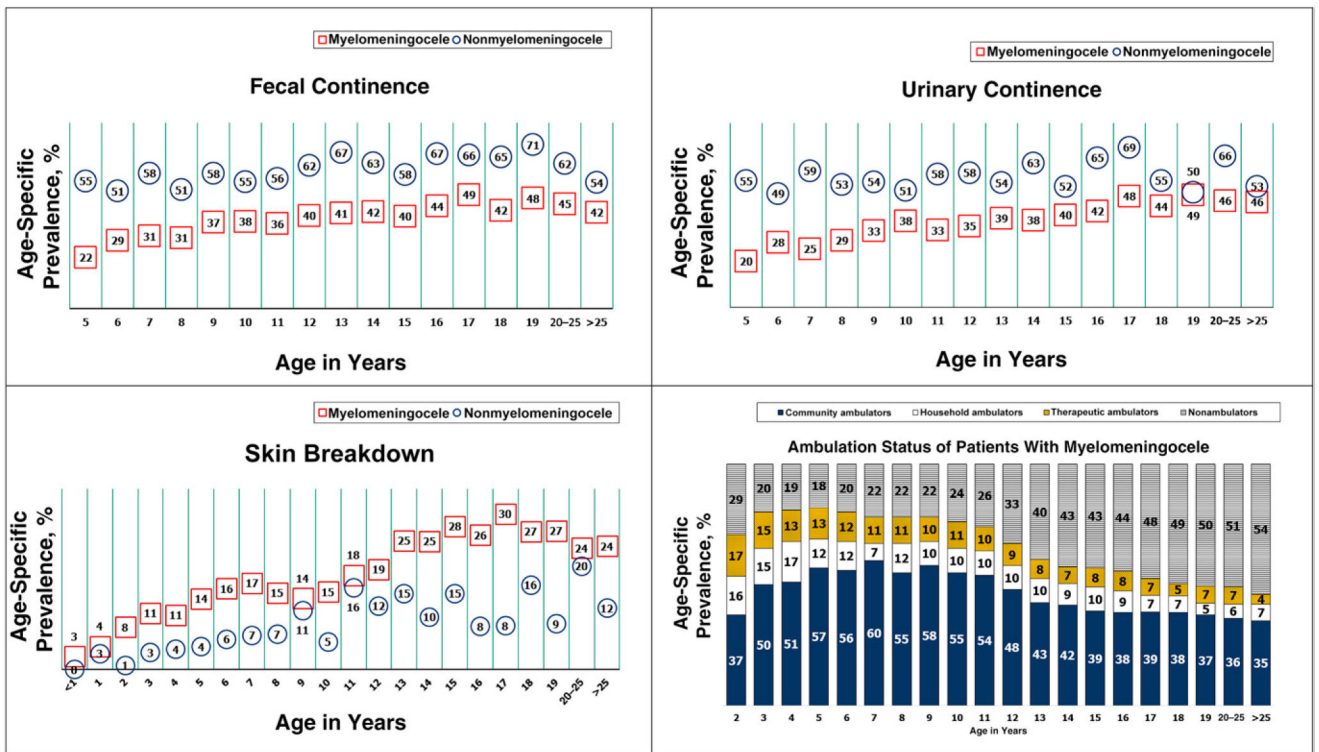 Myelomeningocele Nonmyelomeningocele
Fecal Continence
Age-Specific
Prevalence, %
55 51 58 51 58 55 56 62 67 63 58 67 66 65 71 62 54
22 29 31 31 37 38 36 40 41 42 40 44 49 42 48 45 42
5 6 7 8 9 10 11 12 13 14 15 16 17 18 19 20–25 >25
Age in Years
Myelomeningocele Nonmyelomeningocele
Urinary Continence
Age-Specific
Prevalence, %
55 49 59 53 54 51 58 58 54 63 52 65 69 55 50 66 53
20 28 25 29 33 38 33 35 39 38 40 42 48 44 49 46 46
5 6 7 8 9 10 11 12 13 14 15 16 17 18 19 20–25 >25
Age in Years
Myelomeningocele Nonmyelomeningocele
Skin Breakdown
Age-Specific
Prevalence, %
3 4 8 11 11 14 16 17 15 14 15 18 19 25 25 28 26 30 27 27 24 24
0 3 1 3 4 4 6 7 7 11 5 16 12 15 10 15 8 8 16 9 20 12
<1 1 2 3 4 5 6 7 8 9 10 11 12 13 14 15 16 17 18 19 20–25 >25
Age in Years
Community ambulators Household ambulators Therapeutic ambulators Nonambulators
Ambulation Status of Patients With Myelomeningocele
Age-Specific
Prevalence, %
29 20 19 18 20 22 22 22 24 26 33 40 43 43 44 48 49 50 51 54
17 15 13 13 12 11 11 10 11 10 9 8 7 8 8 7 5 7 7 4
16 15 17 12 12 7 12 10 10 10 10 10 9 10 9 7 7 5 6 7
37 50 51 57 56 60 55 58 55 54 48 43 42 39 38 39 38 37 36 35
2 3 4 5 6 7 8 9 10 11 12 13 14 15 16 17 18 19 20–25 >25
Age in Years